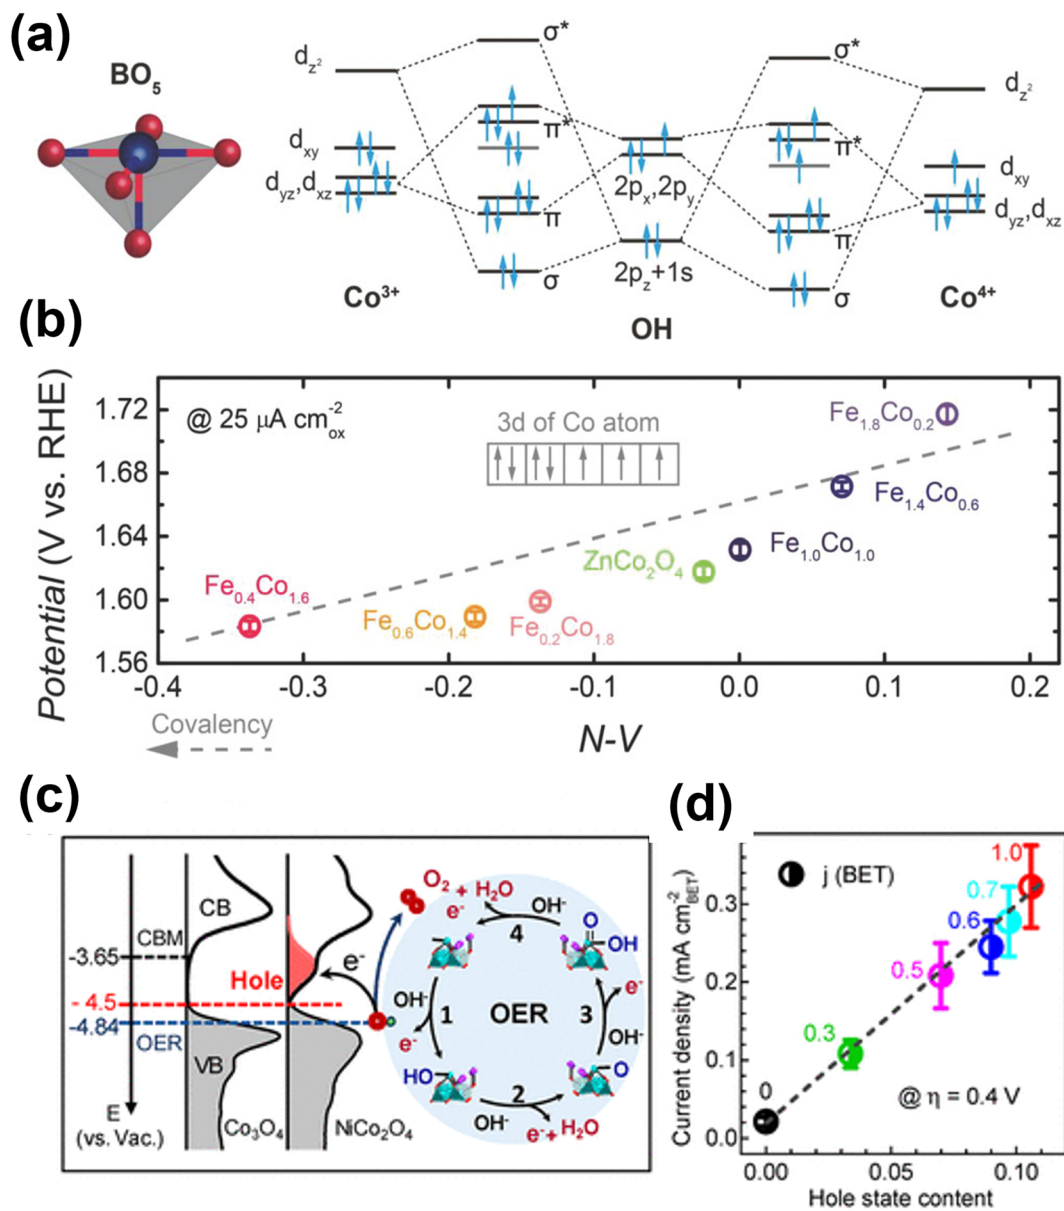 (a)
BO5
dz2
dxy
dyz,dxz
Co3+
σ*
π*
π
σ
2px,2py
2pz+1s
OH
σ*
π*
π
σ
dz2
dxy
dyz,dxz
Co4+
(b)
Potential (V vs. RHE)
1.72
1.68
1.64
1.60
1.56
@ 25 μA cm-2ox
3d of Co atom
Fe1.8Co0.2
Fe1.4Co0.6
Fe1.0Co1.0
ZnCo2O4
Fe0.4Co1.6
Fe0.6Co1.4
Fe0.2Co1.8
-0.4 -0.3 -0.2 -0.1 0.0 0.1 0.2
Covalency
N-V
(c)
CB
CBM
-3.65
Hole
- 4.5
-4.84
OER
VB
E
(vs. Vac.)
Co3O4
NiCo2O4
e-
O2 + H2O
e-
OH-
4
O
OH
OH-
1
e-
OER
3
e-
OH-
HO
2
O
OH-
e-+ H2O
(d)
Current density (mA cm-2BET)
0.3
0.2
0.1
0.0
j (BET)
1.0
0.7
0.6
0.5
0.3
0
@ η = 0.4 V
0.00 0.05 0.10
Hole state content